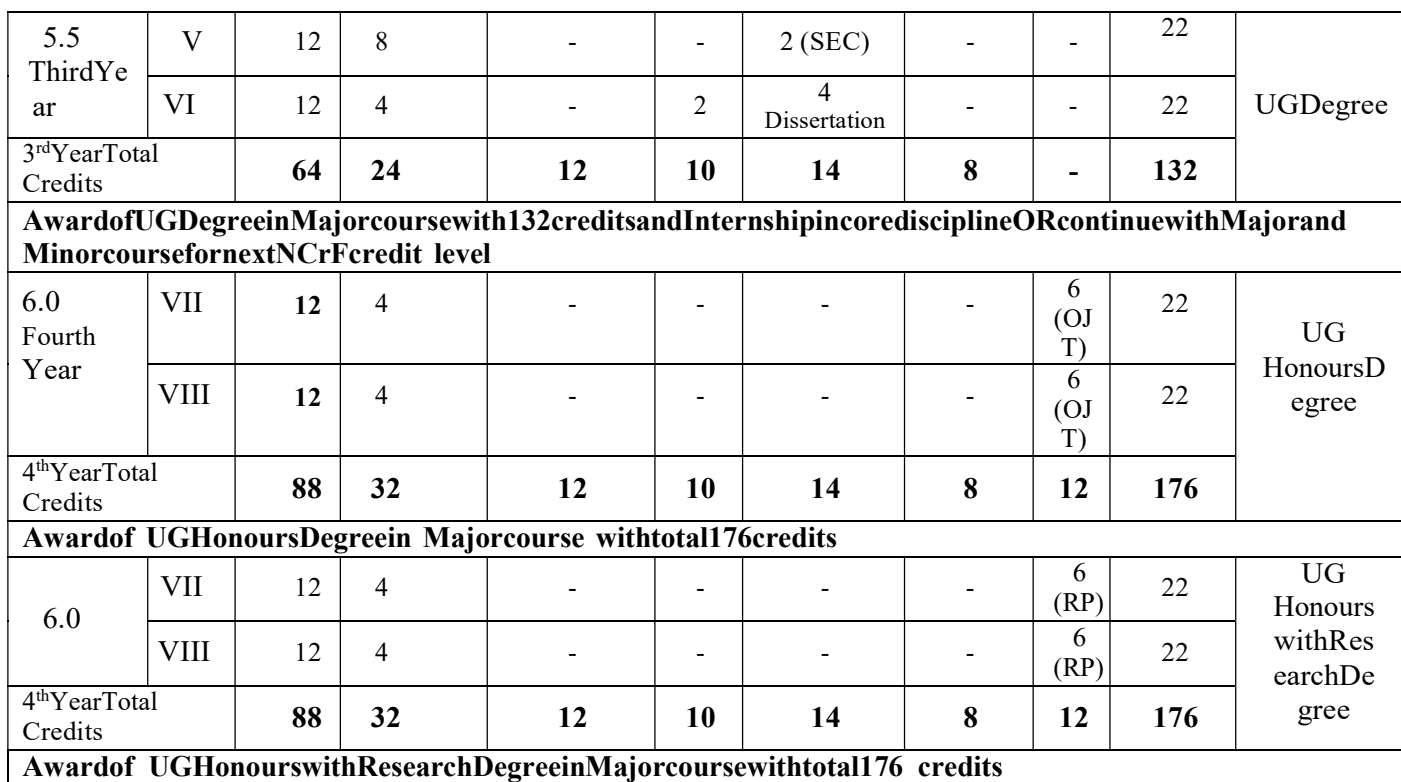 5.5 ThirdYe ar V 12 8 - - 2 (SEC) - - 22 UGDegree
VI 12 4 - 2 4 Dissertation - - 22
3rdYearTotal Credits 64 24 12 10 14 8 - 132
AwardofUGDegreeinMajorcoursewith132creditsandInternshipincoredisciplineORcontinuewithMajorand
MinorcoursefornextNCrFcredit level
6.0 Fourth Year VII 12 4 - - - - 6 (OJ T) 22 UG HonoursD egree
VIII 12 4 - - - - 6 (OJ T) 22
4thYearTotal Credits 88 32 12 10 14 8 12 176
Awardof UGHonoursDegreein Majorcourse withtotal176credits
6.0 VII 12 4 - - - - 6 (RP) 22 UG Honours withRes earchDe gree
VIII 12 4 - - - - 6 (RP) 22
4thYearTotal Credits 88 32 12 10 14 8 12 176
Awardof UGHonourswithResearchDegreeinMajorcoursewithtotal176 credits